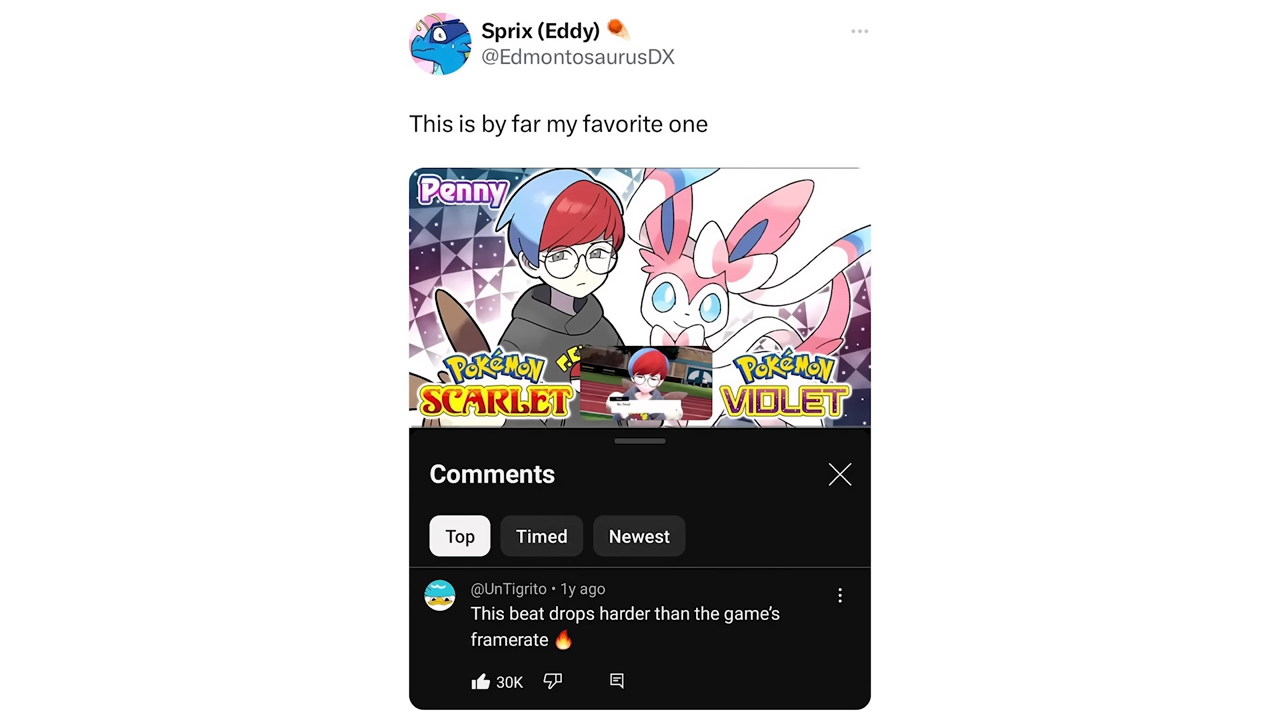 Sprix (Eddy)
@EdmontosaurusDX
This is by far my favorite one
Penny
POKéMON
SCARLET
POKéMON
VIOLET
Comments
Top
Timed
Newest
@UnTigrito • 1y ago
This beat drops harder than the game's
framerate 🔥
30K